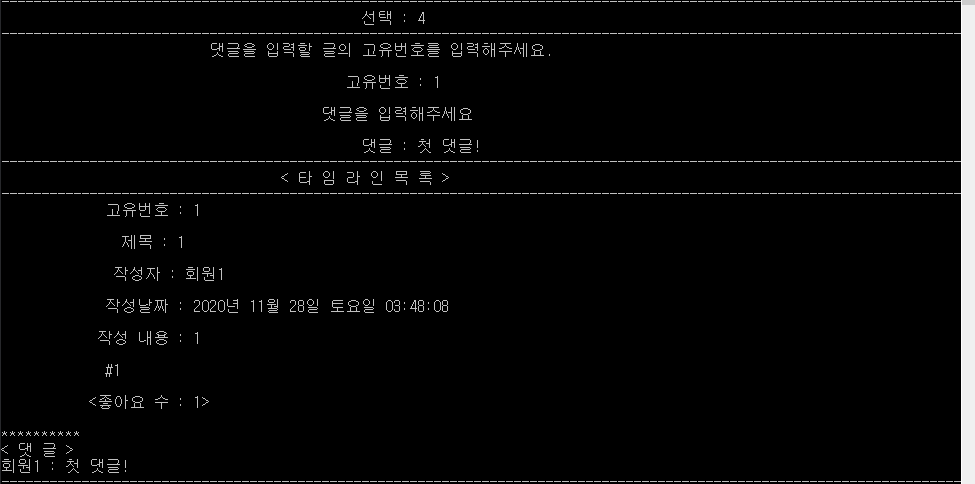 선택 : 4
댓글을 입력할 글의 고유번호를 입력해주세요.
고유번호 : 1
댓글을 입력해주세요
댓글 : 첫 댓글!
< 타 임 라 인 목 록 >
고유번호 : 1
제목 : 1
작성자 : 회원1
작성날짜 : 2020년 11월 28일 토요일 03:48:08
작성 내용 : 1
#1
<좋아요 수 : 1>
**********
< 댓 글 >
회원1 : 첫 댓글!